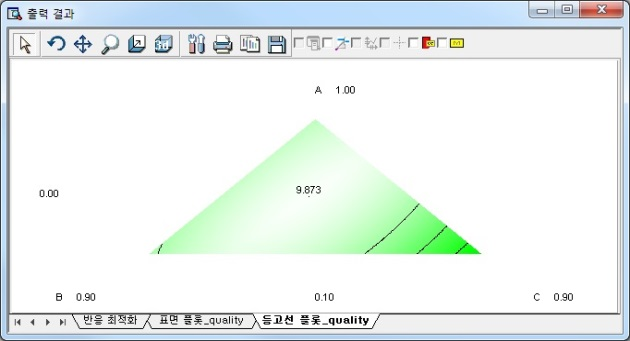 출력 결과
A 1.00
0.00
9.873
B 0.90
0.10
C 0.90
반응 최적화
표면 플롯_quality
등고선 플롯_quality